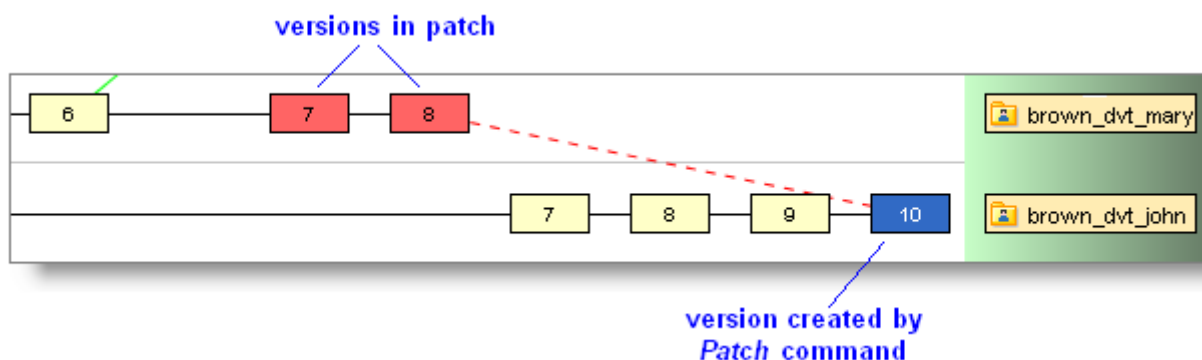 versions in patch
6 7 8 brown_dvt_mary
7 8 9 10 brown_dvt_john
version created by
Patch command